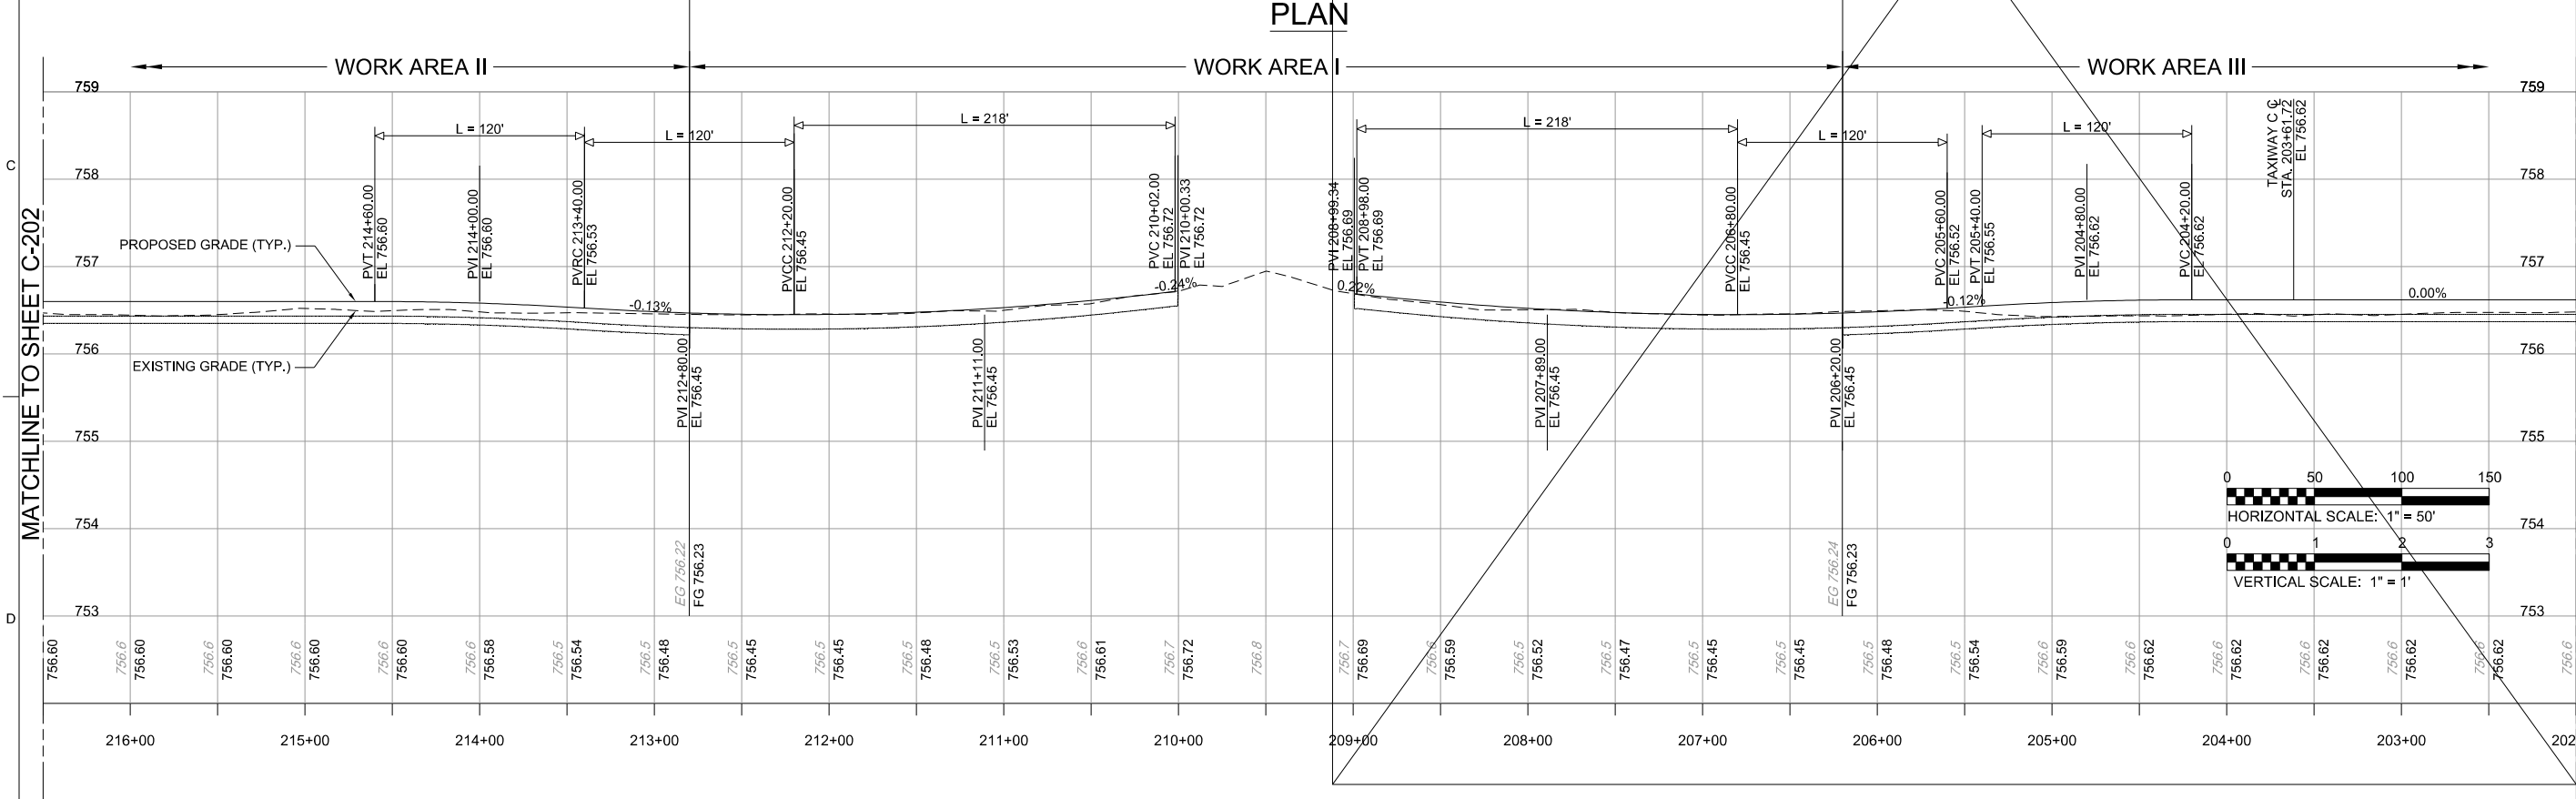 PLAN
WORK AREA II
WORK AREA I
WORK AREA III
759
759
L = 120'
L = 120'
L = 218'
L = 218'
L = 120'
L = 120'
TAXIWAY C ℄
STA. 203+61.72
EL 756.62
C
758
758
PVT 214+60.00
EL 756.60
PVI 214+00.00
EL 756.60
PVRC 213+40.00
EL 756.53
PVCC 212+20.00
EL 756.45
PVC 210+02.00
EL 756.72
PVI 210+00.33
EL 756.72
PVI 208+99.34
EL 756.69
PVT 208+98.00
EL 756.69
PVCC 206+80.00
EL 756.45
PVC 205+60.00
EL 756.52
PVT 205+40.00
EL 756.55
PVI 204+80.00
EL 756.62
PVC 204+20.00
EL 756.62
PROPOSED GRADE (TYP.)
757
757
-0.13%
-0.24%
0.22%
-0.12%
0.00%
EXISTING GRADE (TYP.)
756
756
PVI 212+80.00
EL 756.45
PVI 211+11.00
EL 756.45
PVI 207+89.00
EL 756.45
PVI 206+20.00
EL 756.45
MATCHLINE TO SHEET C-202
755
755
0 50 100 150
HORIZONTAL SCALE: 1" = 50'
754
754
0 1 2 3
VERTICAL SCALE: 1" = 1'
EG 756.22
FG 756.23
EG 756.24
FG 756.23
D
753
753
756.60
756.6
756.60
756.6
756.60
756.6
756.60
756.6
756.60
756.6
756.58
756.5
756.54
756.5
756.48
756.5
756.45
756.5
756.45
756.5
756.48
756.5
756.53
756.6
756.61
756.7
756.72
756.8
756.7
756.69
756.6
756.59
756.5
756.52
756.5
756.47
756.5
756.45
756.5
756.45
756.5
756.48
756.5
756.54
756.6
756.59
756.6
756.62
756.6
756.62
756.6
756.62
756.6
756.62
756.6
756.62
756.6
216+00 215+00 214+00 213+00 212+00 211+00 210+00 209+00 208+00 207+00 206+00 205+00 204+00 203+00 202